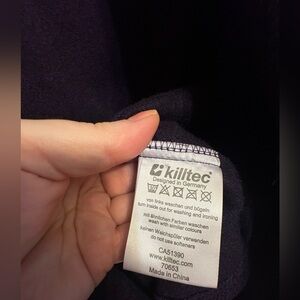 killtec®
Designed in Germany
von links waschen und bügeln
turn inside out for washing and ironing
mit ähnlichen Farben waschen
wash with similar colours
keinen Weichspüler verwenden
do not use softeners
CA51390
www.killtec.com
70653
Made in China